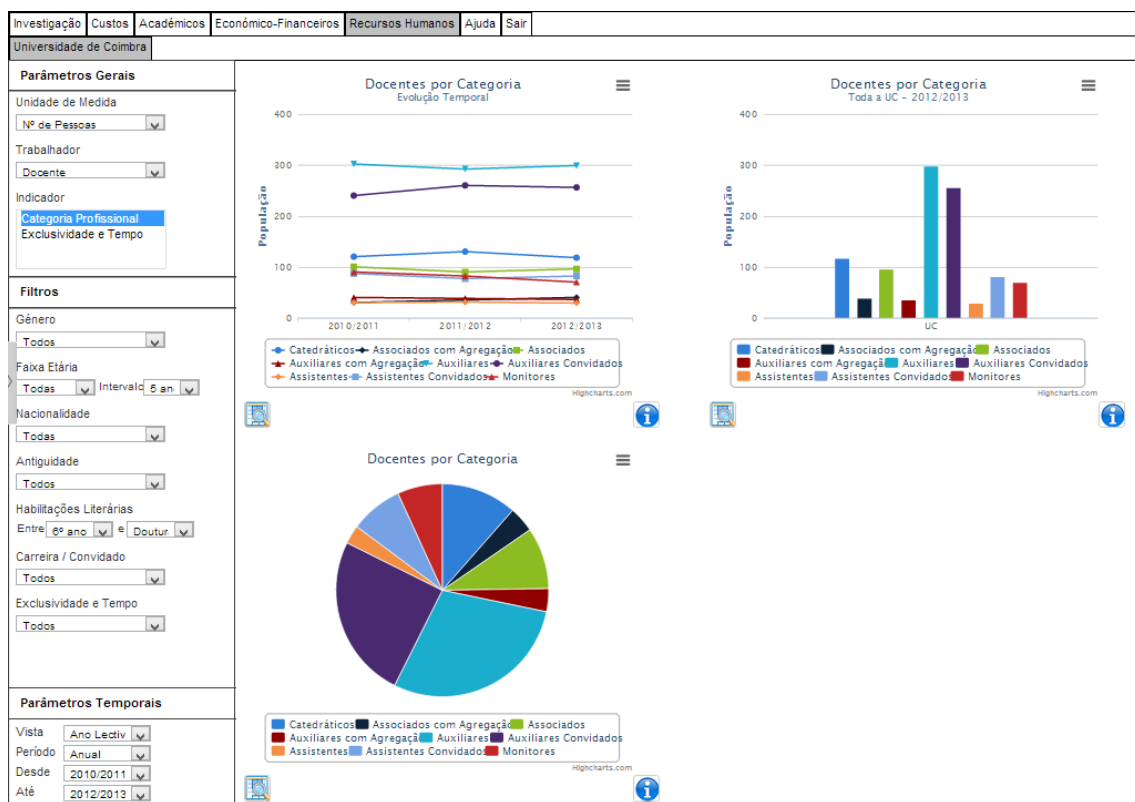 Investigação Custos Académicos Económico-Financeiros Recursos Humanos Ajuda Sair
Universidade de Coimbra
Parâmetros Gerais
Unidade de Medida
Nº de Pessoas
Trabalhador
Docente
Indicador
Categoria Profissional
Exclusividade e Tempo
Filtros
Género
Todos
Faixa Etária
Todas Intervalo 5 an
Nacionalidade
Todas
Antiguidade
Todos
Habilitações Literárias
Entre 6º ano e Doutur
Carreira / Convidado
Todos
Exclusividade e Tempo
Todos
Parâmetros Temporais
Vista Ano Lectiv
Período Anual
Desde 2010/2011
Até 2012/2013
Docentes por Categoria
Evolução Temporal
População
400
300
200
100
0
2010/2011 2011/2012 2012/2013
Catedráticos Associados com Agregação Associados
Auxiliares com Agregação Auxiliares Auxiliares Convidados
Assistentes Assistentes Convidados Monitores
Highcharts.com
Docentes por Categoria
Toda a UC - 2012/2013
População
400
300
200
100
0
UC
Catedráticos Associados com Agregação Associados
Auxiliares com Agregação Auxiliares Auxiliares Convidados
Assistentes Assistentes Convidados Monitores
Highcharts.com
Docentes por Categoria
Catedráticos Associados com Agregação Associados
Auxiliares com Agregação Auxiliares Auxiliares Convidados
Assistentes Assistentes Convidados Monitores
Highcharts.com